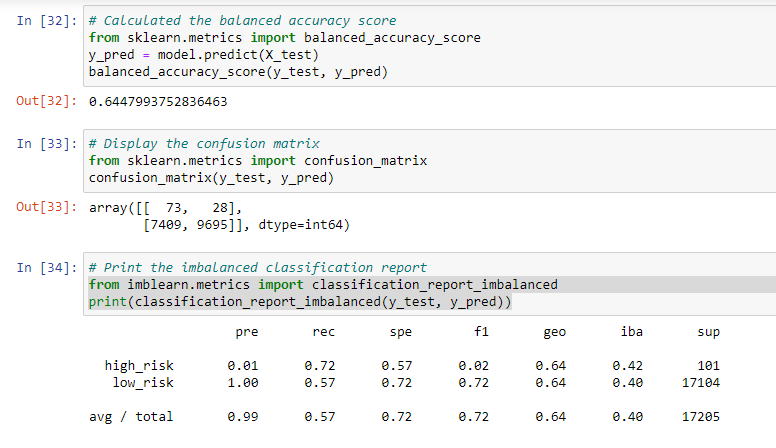 In [32]: # Calculated the balanced accuracy score
from sklearn.metrics import balanced_accuracy_score
y_pred = model.predict(X_test)
balanced_accuracy_score(y_test, y_pred)
Out[32]: 0.6447993752836463
In [33]: # Display the confusion matrix
from sklearn.metrics import confusion_matrix
confusion_matrix(y_test, y_pred)
Out[33]: array([[  73,   28],
       [7409, 9695]], dtype=int64)
In [34]: # Print the imbalanced classification report
from imblearn.metrics import classification_report_imbalanced
print(classification_report_imbalanced(y_test, y_pred))
pre rec spe f1 geo iba sup
high_risk 0.01 0.72 0.57 0.02 0.64 0.42 101
low_risk 1.00 0.57 0.72 0.72 0.64 0.40 17104
avg / total 0.99 0.57 0.72 0.72 0.64 0.40 17205